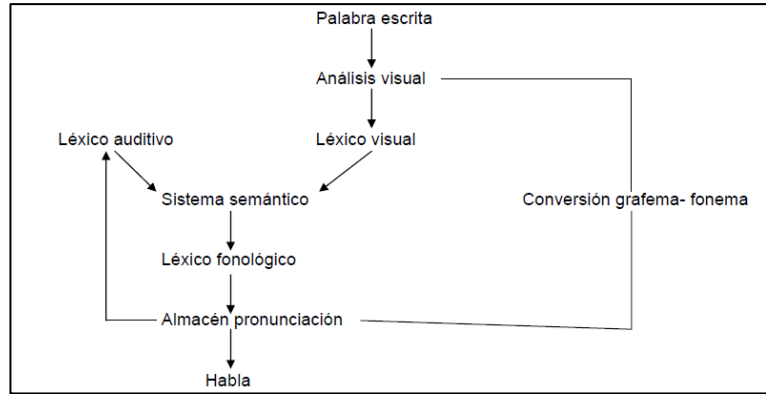 Palabra escrita
Análisis visual
Léxico auditivo
Léxico visual
Sistema semántico
Conversión grafema- fonema
Léxico fonológico
Almacén pronunciación
Habla